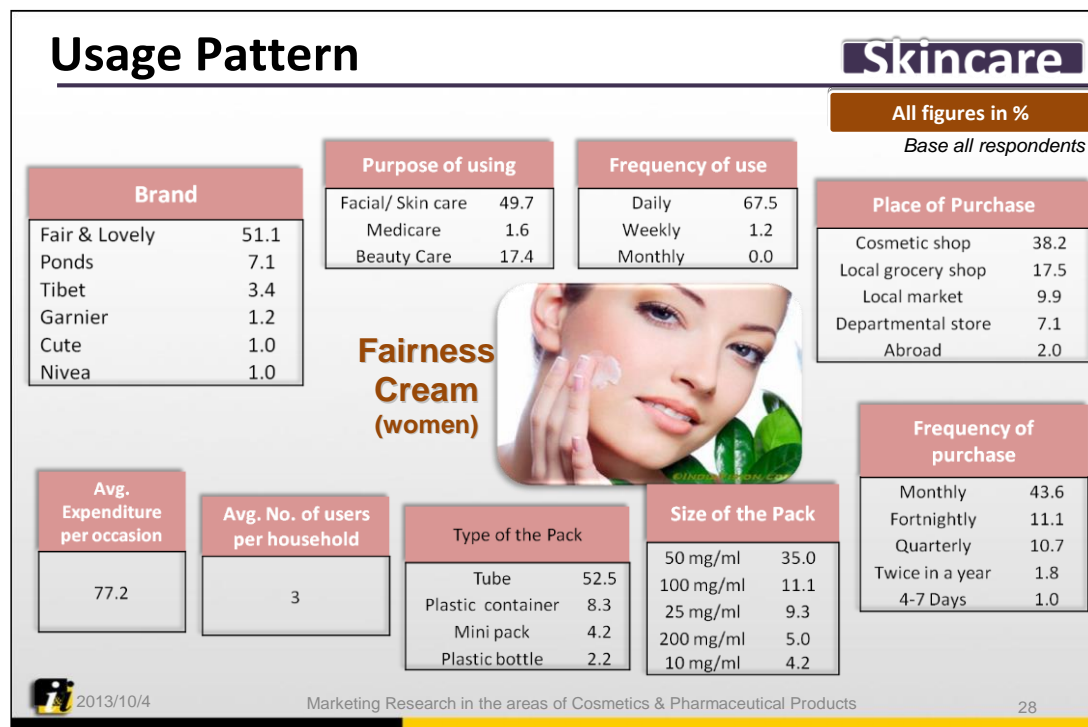 Usage Pattern
Skincare
All figures in %
Base all respondents
Brand
Fair & Lovely 51.1
Ponds 7.1
Tibet 3.4
Garnier 1.2
Cute 1.0
Nivea 1.0
Purpose of using
Facial/ Skin care 49.7
Medicare 1.6
Beauty Care 17.4
Frequency of use
Daily 67.5
Weekly 1.2
Monthly 0.0
Place of Purchase
Cosmetic shop 38.2
Local grocery shop 17.5
Local market 9.9
Departmental store 7.1
Abroad 2.0
Fairness
Cream
(women)
Frequency of
purchase
Monthly 43.6
Fortnightly 11.1
Quarterly 10.7
Twice in a year 1.8
4-7 Days 1.0
Avg.
Expenditure
per occasion
77.2
Avg. No. of users
per household
3
Type of the Pack
Tube 52.5
Plastic container 8.3
Mini pack 4.2
Plastic bottle 2.2
Size of the Pack
50 mg/ml 35.0
100 mg/ml 11.1
25 mg/ml 9.3
200 mg/ml 5.0
10 mg/ml 4.2
2013/10/4
Marketing Research in the areas of Cosmetics & Pharmaceutical Products
28